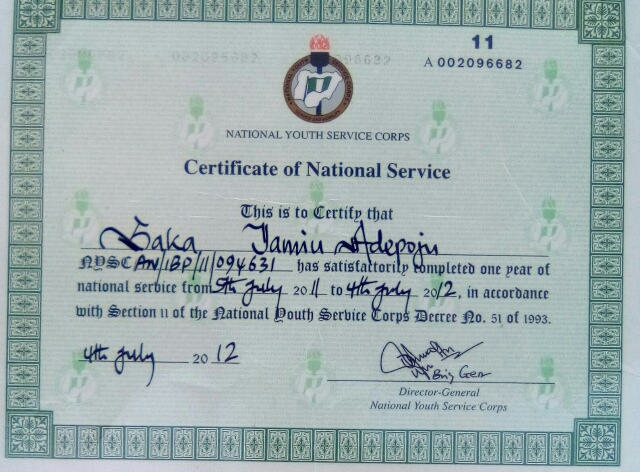 11
A 002096682
NATIONAL YOUTH SERVICE CORPS
Certificate of National Service
This is to Certify that
Saka Jamiu Adepoju
NYSC AN/IBP/11/094631 has satisfactorily completed one year of
national service from 5th July 2011 to 4th July 2012, in accordance
with Section 11 of the National Youth Service Corps Decree No. 51 of 1993.
4th July 2012
Brig Gen
Director-General
National Youth Service Corps